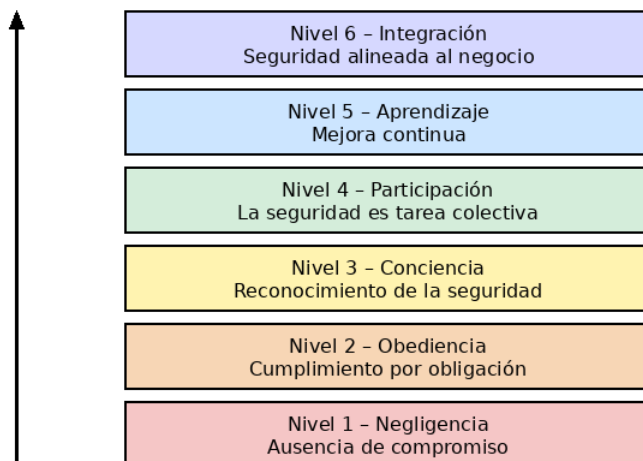 Nivel 6 – Integración
Seguridad alineada al negocio
Nivel 5 – Aprendizaje
Mejora continua
Nivel 4 – Participación
La seguridad es tarea colectiva
Nivel 3 – Conciencia
Reconocimiento de la seguridad
Nivel 2 – Obediencia
Cumplimiento por obligación
Nivel 1 – Negligencia
Ausencia de compromiso